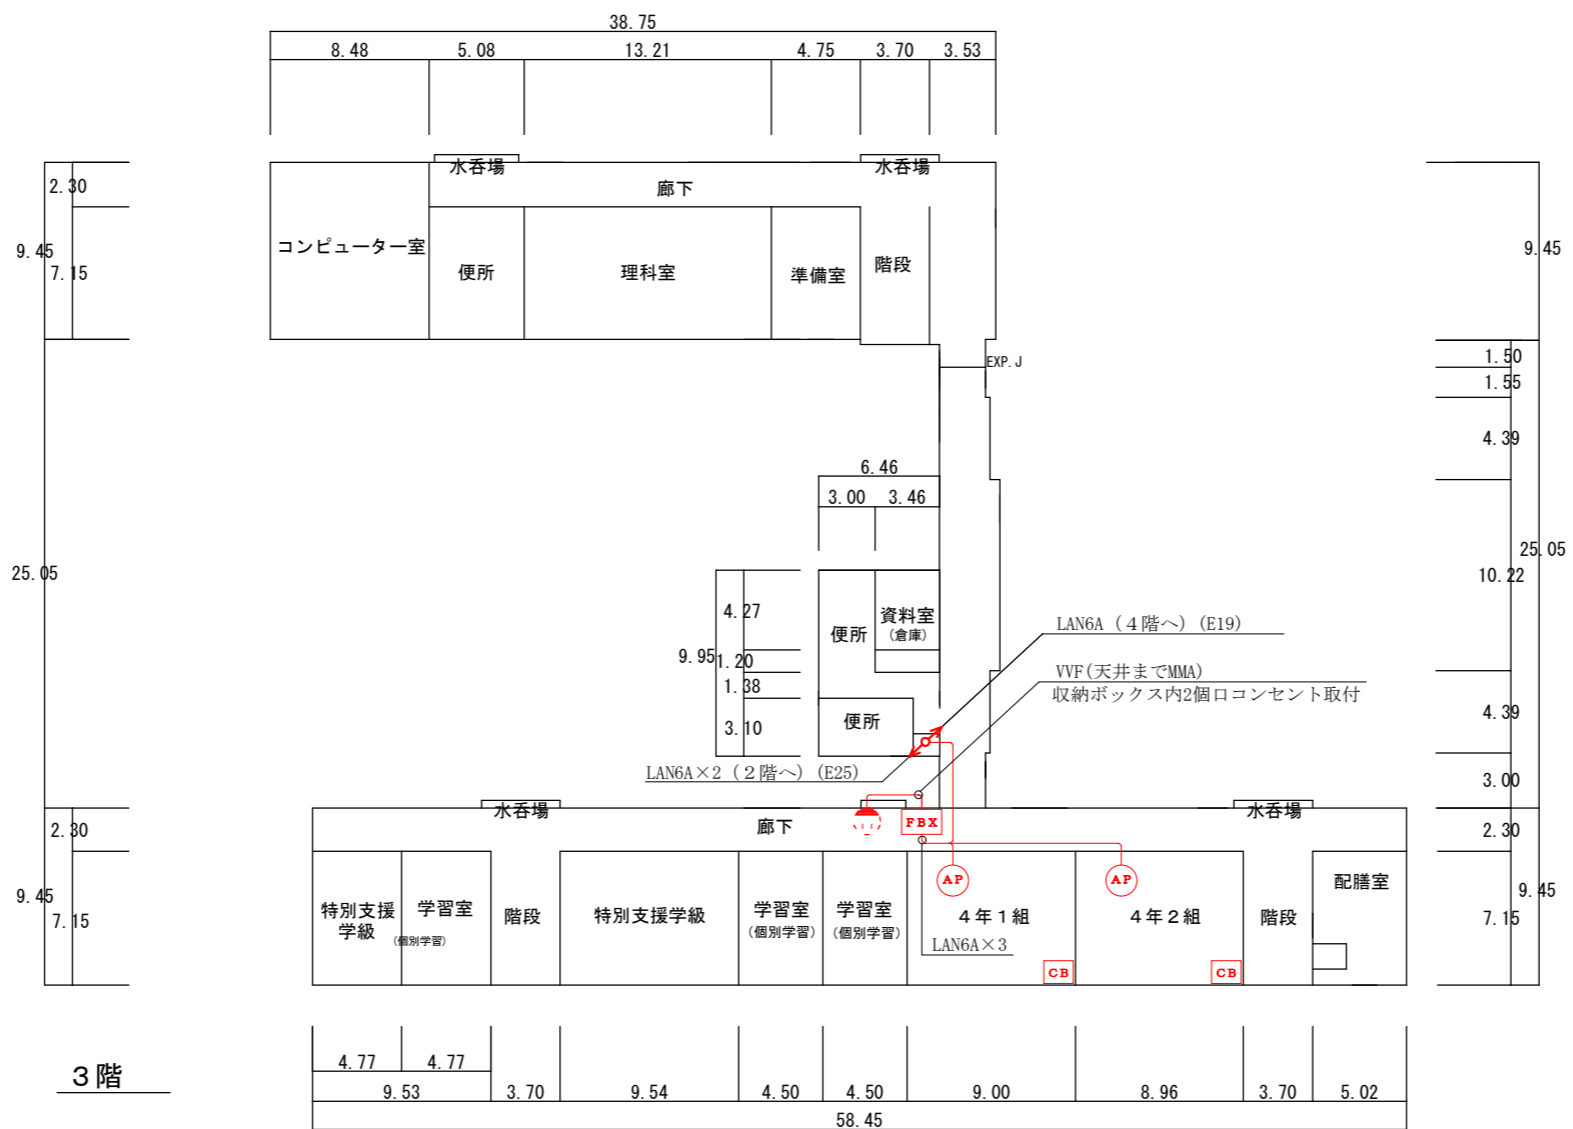 38.75
8.48 5.08 13.21 4.75 3.70 3.53
水呑場 水呑場
2.30
廊下
9.45
7.15
コンピューター室
便所
理科室
準備室
階段
9.45
EXP.J
1.50
1.55
4.39
6.46
3.00 3.46
25.05
25.05
10.22
4.27
9.95
1.20
1.38
3.10
便所
資料室
(倉庫)
便所
LAN6A(4階へ)(E19)
VVF(天井までMMA)
収納ボックス内2個口コンセント取付
4.39
LAN6A×2(2階へ)(E25)
3.00
水呑場 水呑場
2.30
廊下
FBX
2.30
9.45
7.15
AP AP
配膳室
9.45
7.15
特別支援
学級
学習室
(個別学習)
階段
特別支援学級
学習室
(個別学習)
学習室
(個別学習)
4年1組
4年2組
階段
LAN6A×3
CB CB
3階
4.77 4.77
9.53 3.70 9.54 4.50 4.50 9.00 8.96 3.70 5.02
58.45